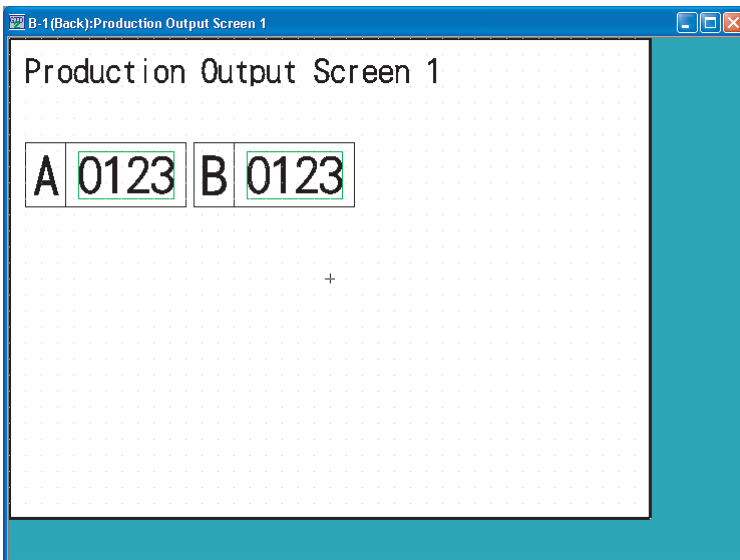 B-1(Back):Production Output Screen 1
Production Output Screen 1
A 0123 B 0123